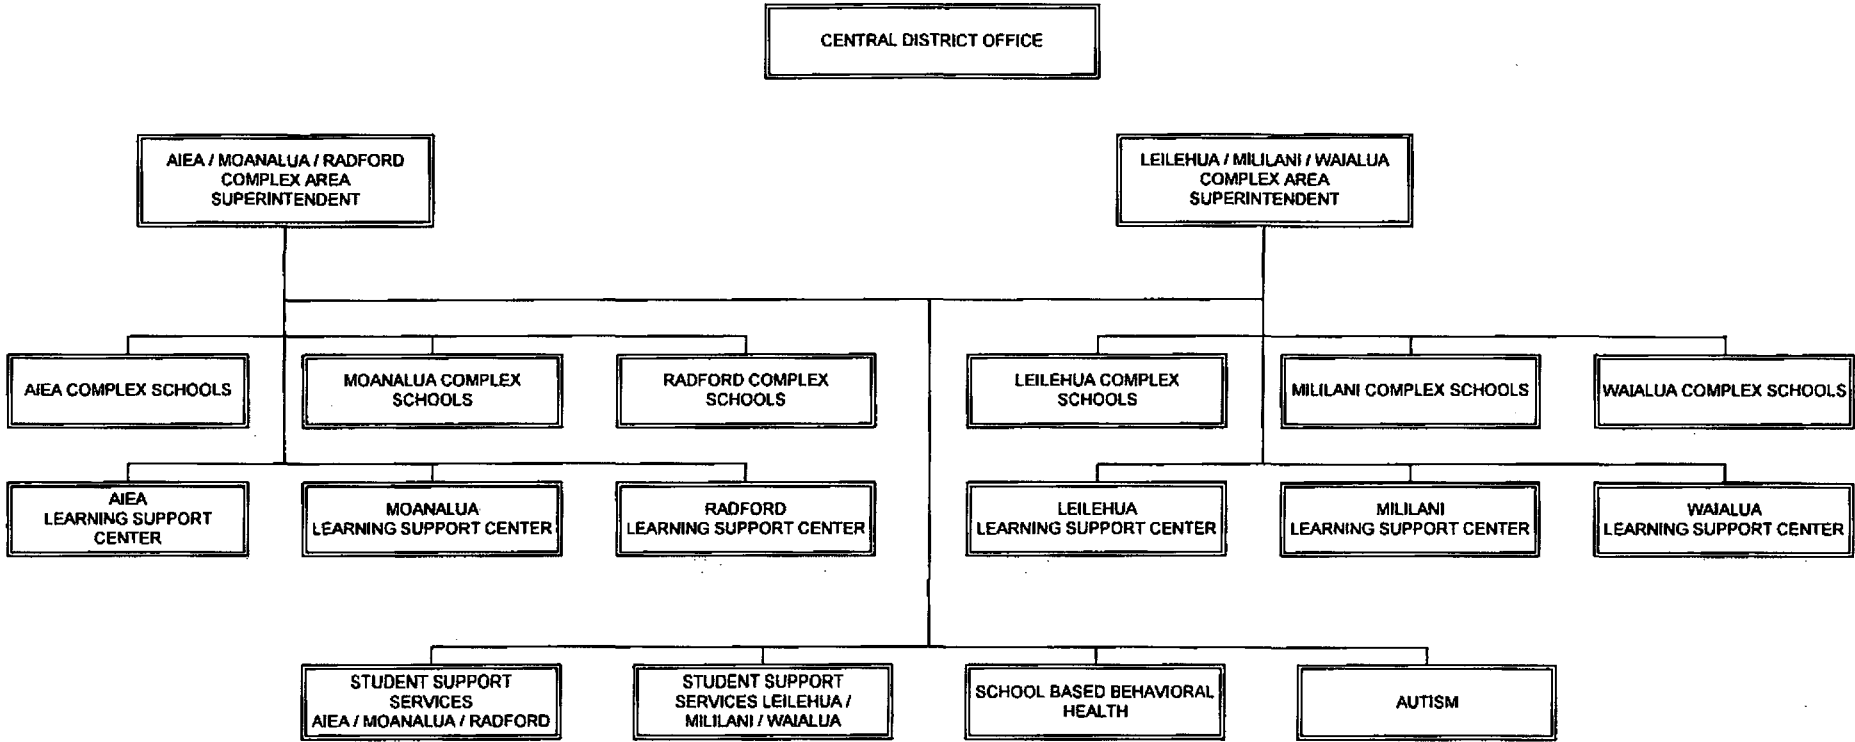 CENTRAL DISTRICT OFFICE
AIEA / MOANALUA / RADFORD
COMPLEX AREA
SUPERINTENDENT
LEILEHUA / MILILANI / WAIALUA
COMPLEX AREA
SUPERINTENDENT
AIEA COMPLEX SCHOOLS
MOANALUA COMPLEX
SCHOOLS
RADFORD COMPLEX
SCHOOLS
LEILEHUA COMPLEX
SCHOOLS
MILILANI COMPLEX SCHOOLS
WAIALUA COMPLEX SCHOOLS
AIEA
LEARNING SUPPORT
CENTER
MOANALUA
LEARNING SUPPORT CENTER
RADFORD
LEARNING SUPPORT CENTER
LEILEHUA
LEARNING SUPPORT CENTER
MILILANI
LEARNING SUPPORT CENTER
WAIALUA
LEARNING SUPPORT CENTER
STUDENT SUPPORT
SERVICES
AIEA / MOANALUA / RADFORD
STUDENT SUPPORT
SERVICES LEILEHUA /
MILILANI / WAIALUA
SCHOOL BASED BEHAVIORAL
HEALTH
AUTISM